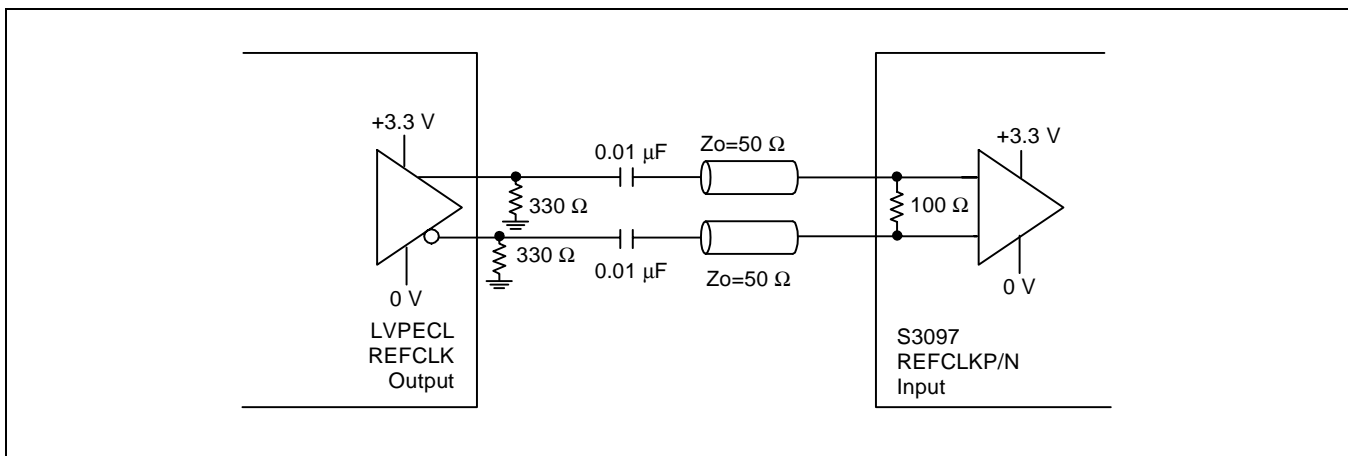 +3.3 V
0.01 μF
Zo=50 Ω
+3.3 V
330 Ω
100 Ω
330 Ω
0.01 μF
Zo=50 Ω
0 V
0 V
LVPECL
REFCLK
Output
S3097
REFCLKP/N
Input